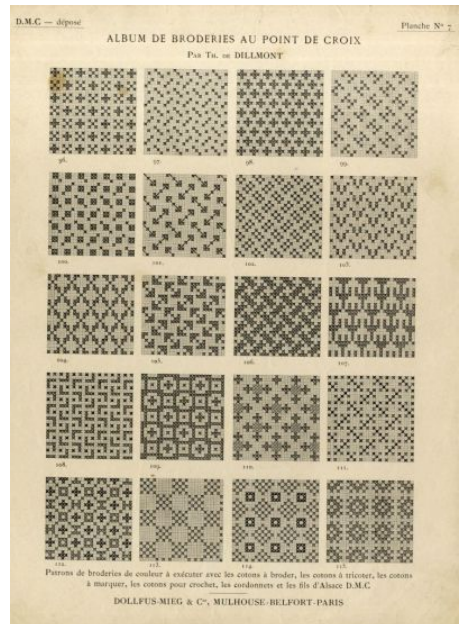 D.M.C — déposé
Planche Nº 7
ALBUM DE BRODERIES AU POINT DE CROIX
PAR TH. DE DILLMONT
96. 97. 98. 99.
100. 101. 102. 103.
104. 105. 106. 107.
108. 109. 110. 111.
112. 113. 114. 115.
Patrons de broderies de couleur à exécuter avec les cotons à broder, les cotons à tricoter, les cotons
à marquer, les cotons pour crochet, les cordonnets et les fils d'Alsace D.M.C
DOLLFUS-MIEG & Cie, MULHOUSE-BELFORT-PARIS